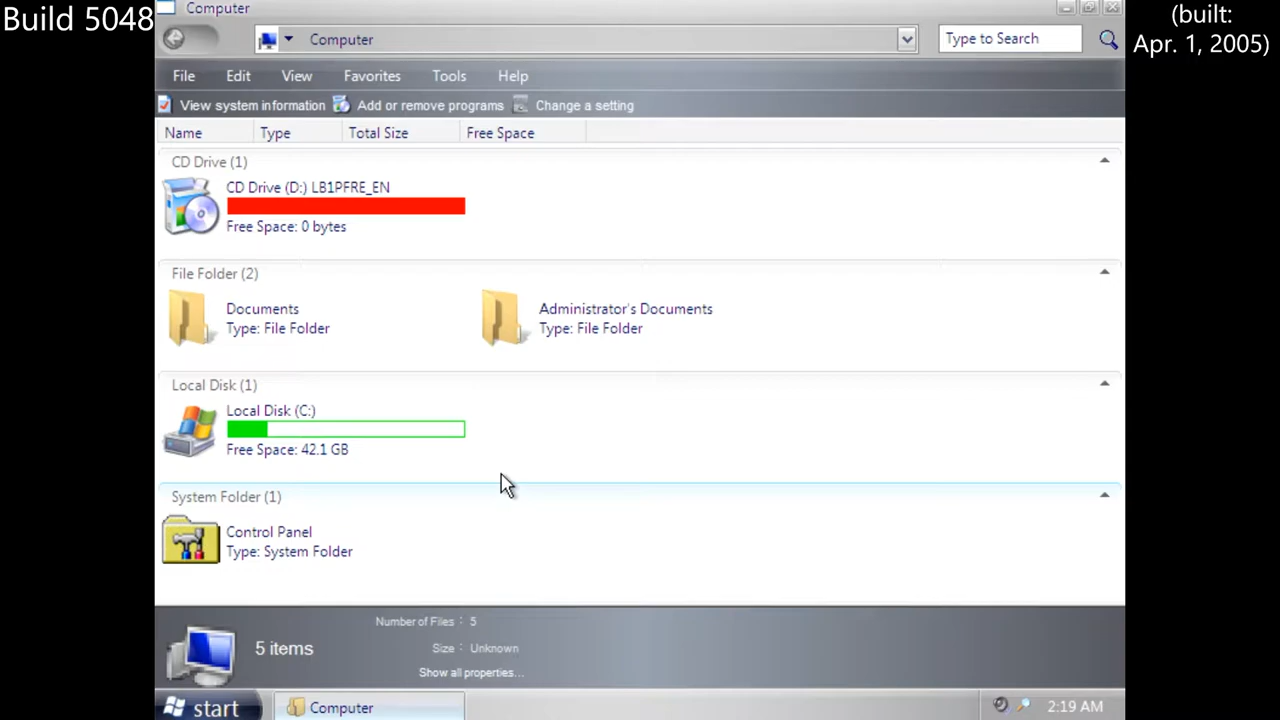 Build 5048
(built:
Apr. 1, 2005)
Computer
Computer
Type to Search
File Edit View Favorites Tools Help
View system information Add or remove programs Change a setting
Name Type Total Size Free Space
CD Drive (1)
CD Drive (D:) LB1PFRE_EN
Free Space: 0 bytes
File Folder (2)
Documents
Type: File Folder
Administrator's Documents
Type: File Folder
Local Disk (1)
Local Disk (C:)
Free Space: 42.1 GB
System Folder (1)
Control Panel
Type: System Folder
5 items
Number of Files : 5
Size : Unknown
Show all properties...
start Computer 2:19 AM